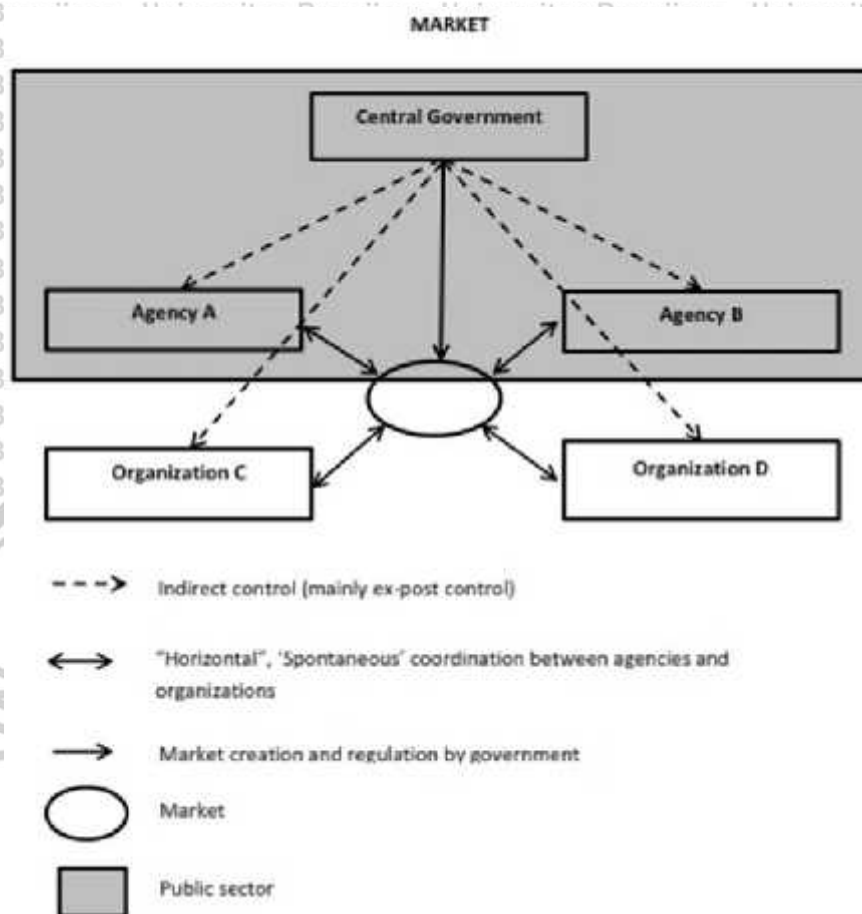 MARKET
Central Government
Agency A
Agency B
Organization C
Organization D
Indirect control (mainly ex-post control)
"Horizontal", 'Spontaneous' coordination between agencies and
organizations
Market creation and regulation by government
Market
Public sector